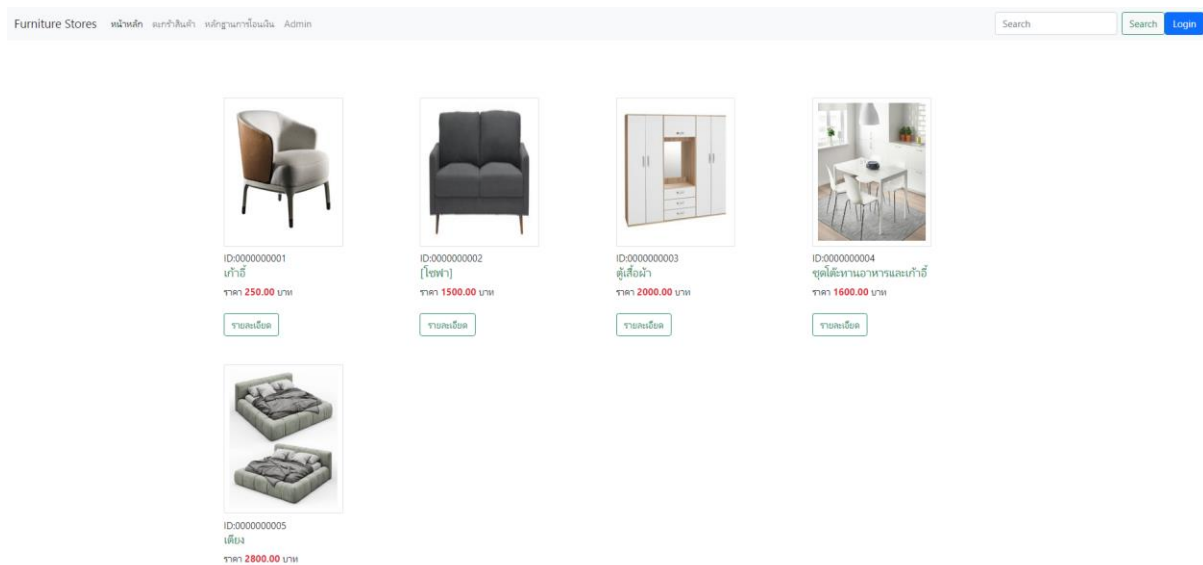 Furniture Stores หน้าหลัก ตะกร้าสินค้า หลักฐานการโอนเงิน Admin Search Search Login
ID:0000000001
เก้าอี้
ราคา 250.00 บาท
รายละเอียด
ID:0000000002
[โซฟา]
ราคา 1500.00 บาท
รายละเอียด
ID:0000000003
ตู้เสื้อผ้า
ราคา 2000.00 บาท
รายละเอียด
ID:0000000004
ชุดโต๊ะทานอาหารและเก้าอี้
ราคา 1600.00 บาท
รายละเอียด
ID:0000000005
เตียง
ราคา 2800.00 บาท